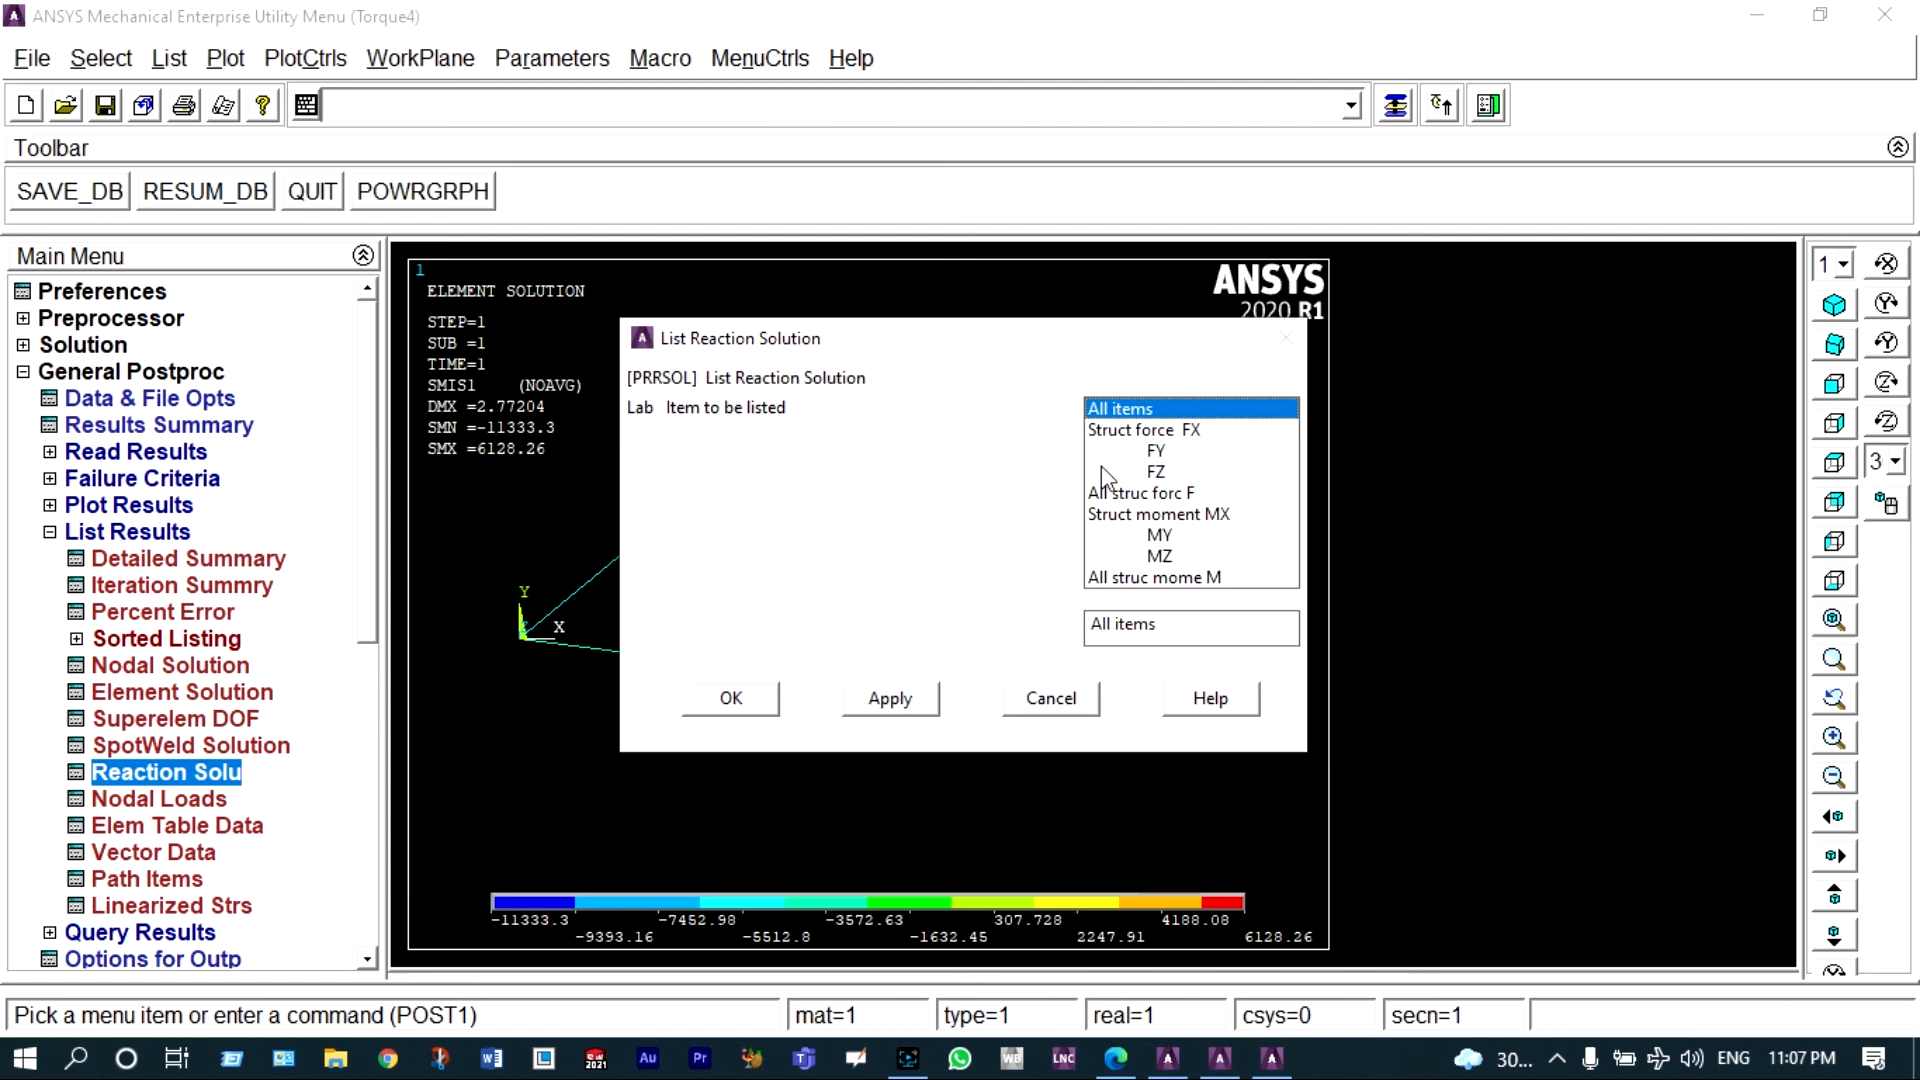 ANSYS Mechanical Enterprise Utility Menu (Torque4)
File Select List Plot PlotCtrls WorkPlane Parameters Macro MenuCtrls Help
Toolbar
SAVE_DB RESUM_DB QUIT POWRGRPH
Main Menu
Preferences
Preprocessor
Solution
General Postproc
Data & File Opts
Results Summary
Read Results
Failure Criteria
Plot Results
List Results
Detailed Summary
Iteration Summry
Percent Error
Sorted Listing
Nodal Solution
Element Solution
Superelem DOF
SpotWeld Solution
Reaction Solu
Nodal Loads
Elem Table Data
Vector Data
Path Items
Linearized Strs
Query Results
Options for Outp
1
ELEMENT SOLUTION
STEP=1
SUB =1
TIME=1
SMIS1 (NOAVG)
DMX =2.77204
SMN =-11333.3
SMX =6128.26
ANSYS
2020 R1
Y
X
List Reaction Solution
[PRRSOL] List Reaction Solution
Lab Item to be listed
All items
Struct force FX
FY
FZ
All struc forc F
Struct moment MX
MY
MZ
All struc mome M
All items
OK Apply Cancel Help
-11333.3 -7452.98 -3572.63 307.728 4188.08
-9393.16 -5512.8 -1632.45 2247.91 6128.26
1
3
Pick a menu item or enter a command (POST1) mat=1 type=1 real=1 csys=0 secn=1
30... ENG 11:07 PM